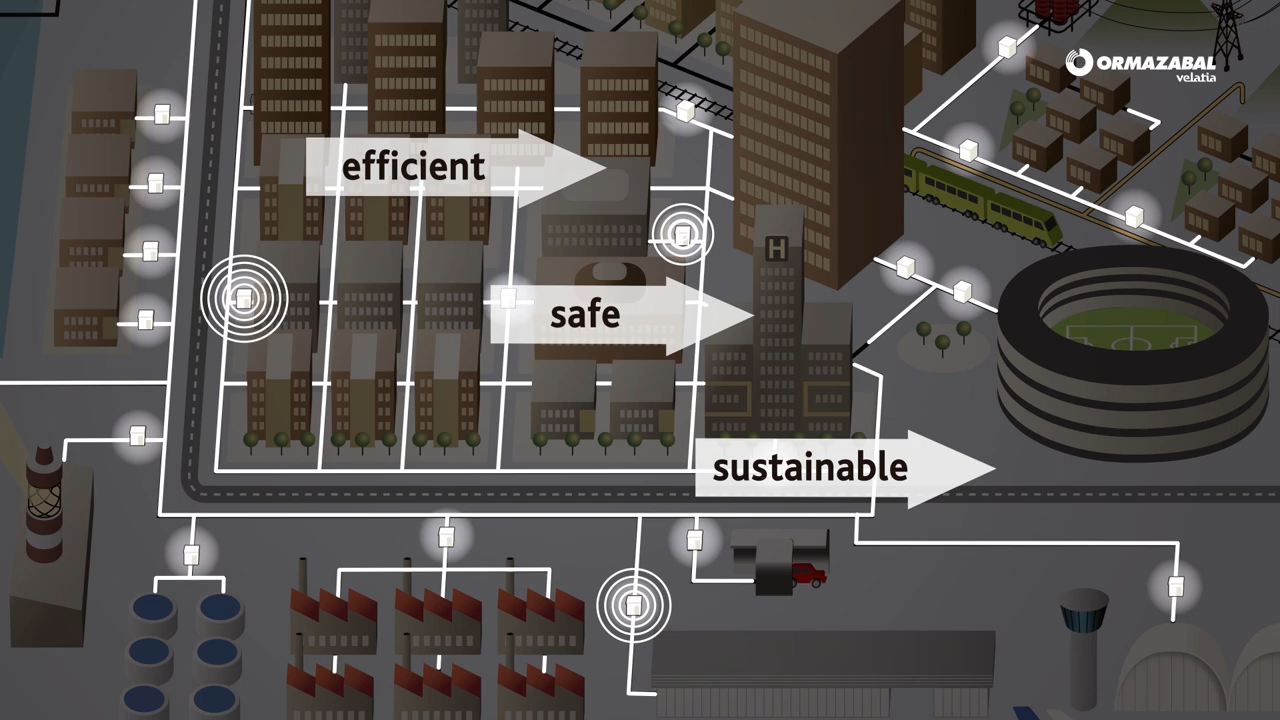 ORMAZABAL
velatia
efficient
H
safe
sustainable